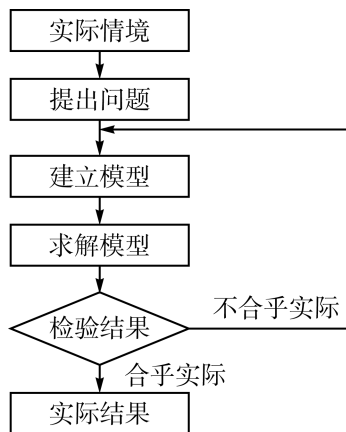 实际情境
提出问题
建立模型
求解模型
检验结果
不合乎实际
合乎实际
实际结果